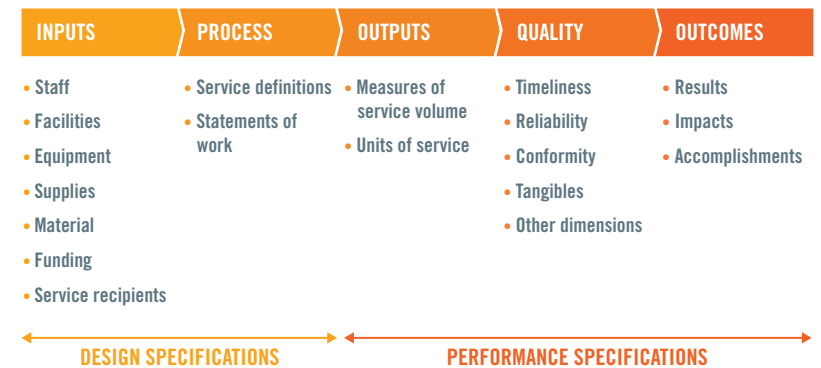 INPUTS
PROCESS
OUTPUTS
QUALITY
OUTCOMES
• Staff
• Facilities
• Equipment
• Supplies
• Material
• Funding
• Service recipients
• Service definitions
• Statements of
work
• Measures of
service volume
• Units of service
• Timeliness
• Reliability
• Conformity
• Tangibles
• Other dimensions
• Results
• Impacts
• Accomplishments
DESIGN SPECIFICATIONS
PERFORMANCE SPECIFICATIONS